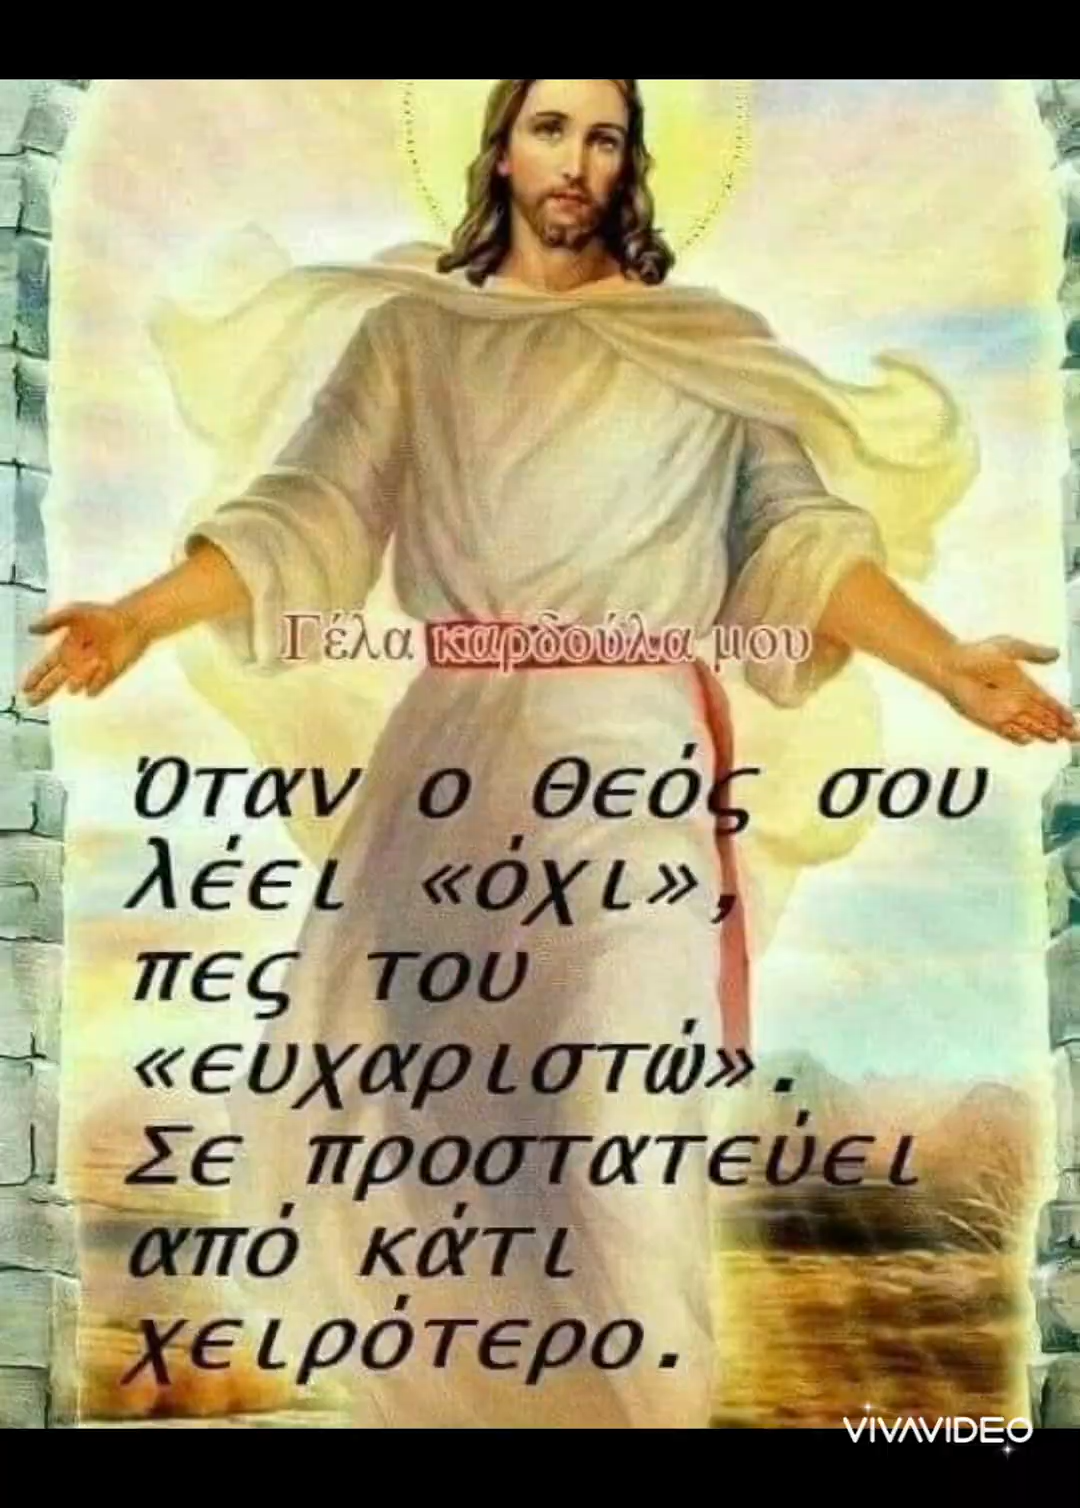 Γέλα καρδούλα μου
Όταν ο θεός σου
λέει «όχι»,
πες του
«ευχαριστώ».
Σε προστατεύει
από κάτι
χειρότερο.
VIVAVIDEO